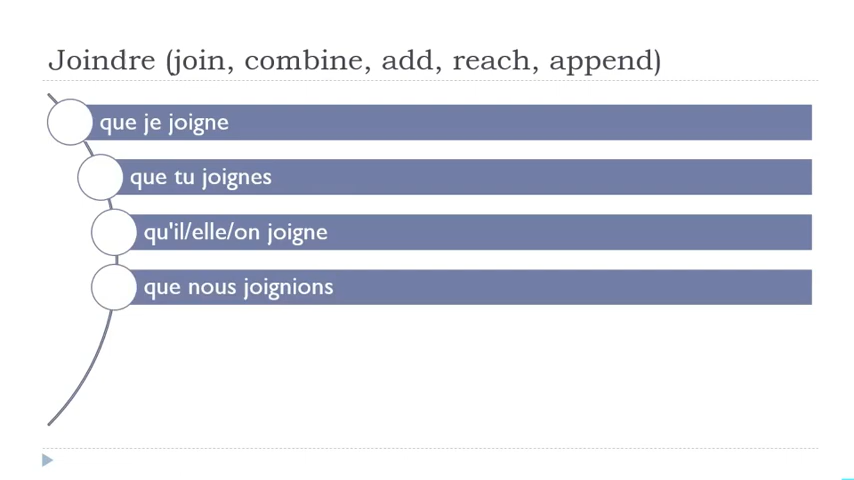 Joindre (join, combine, add, reach, append)
que je joigne
que tu joignes
qu'il/elle/on joigne
que nous joignions